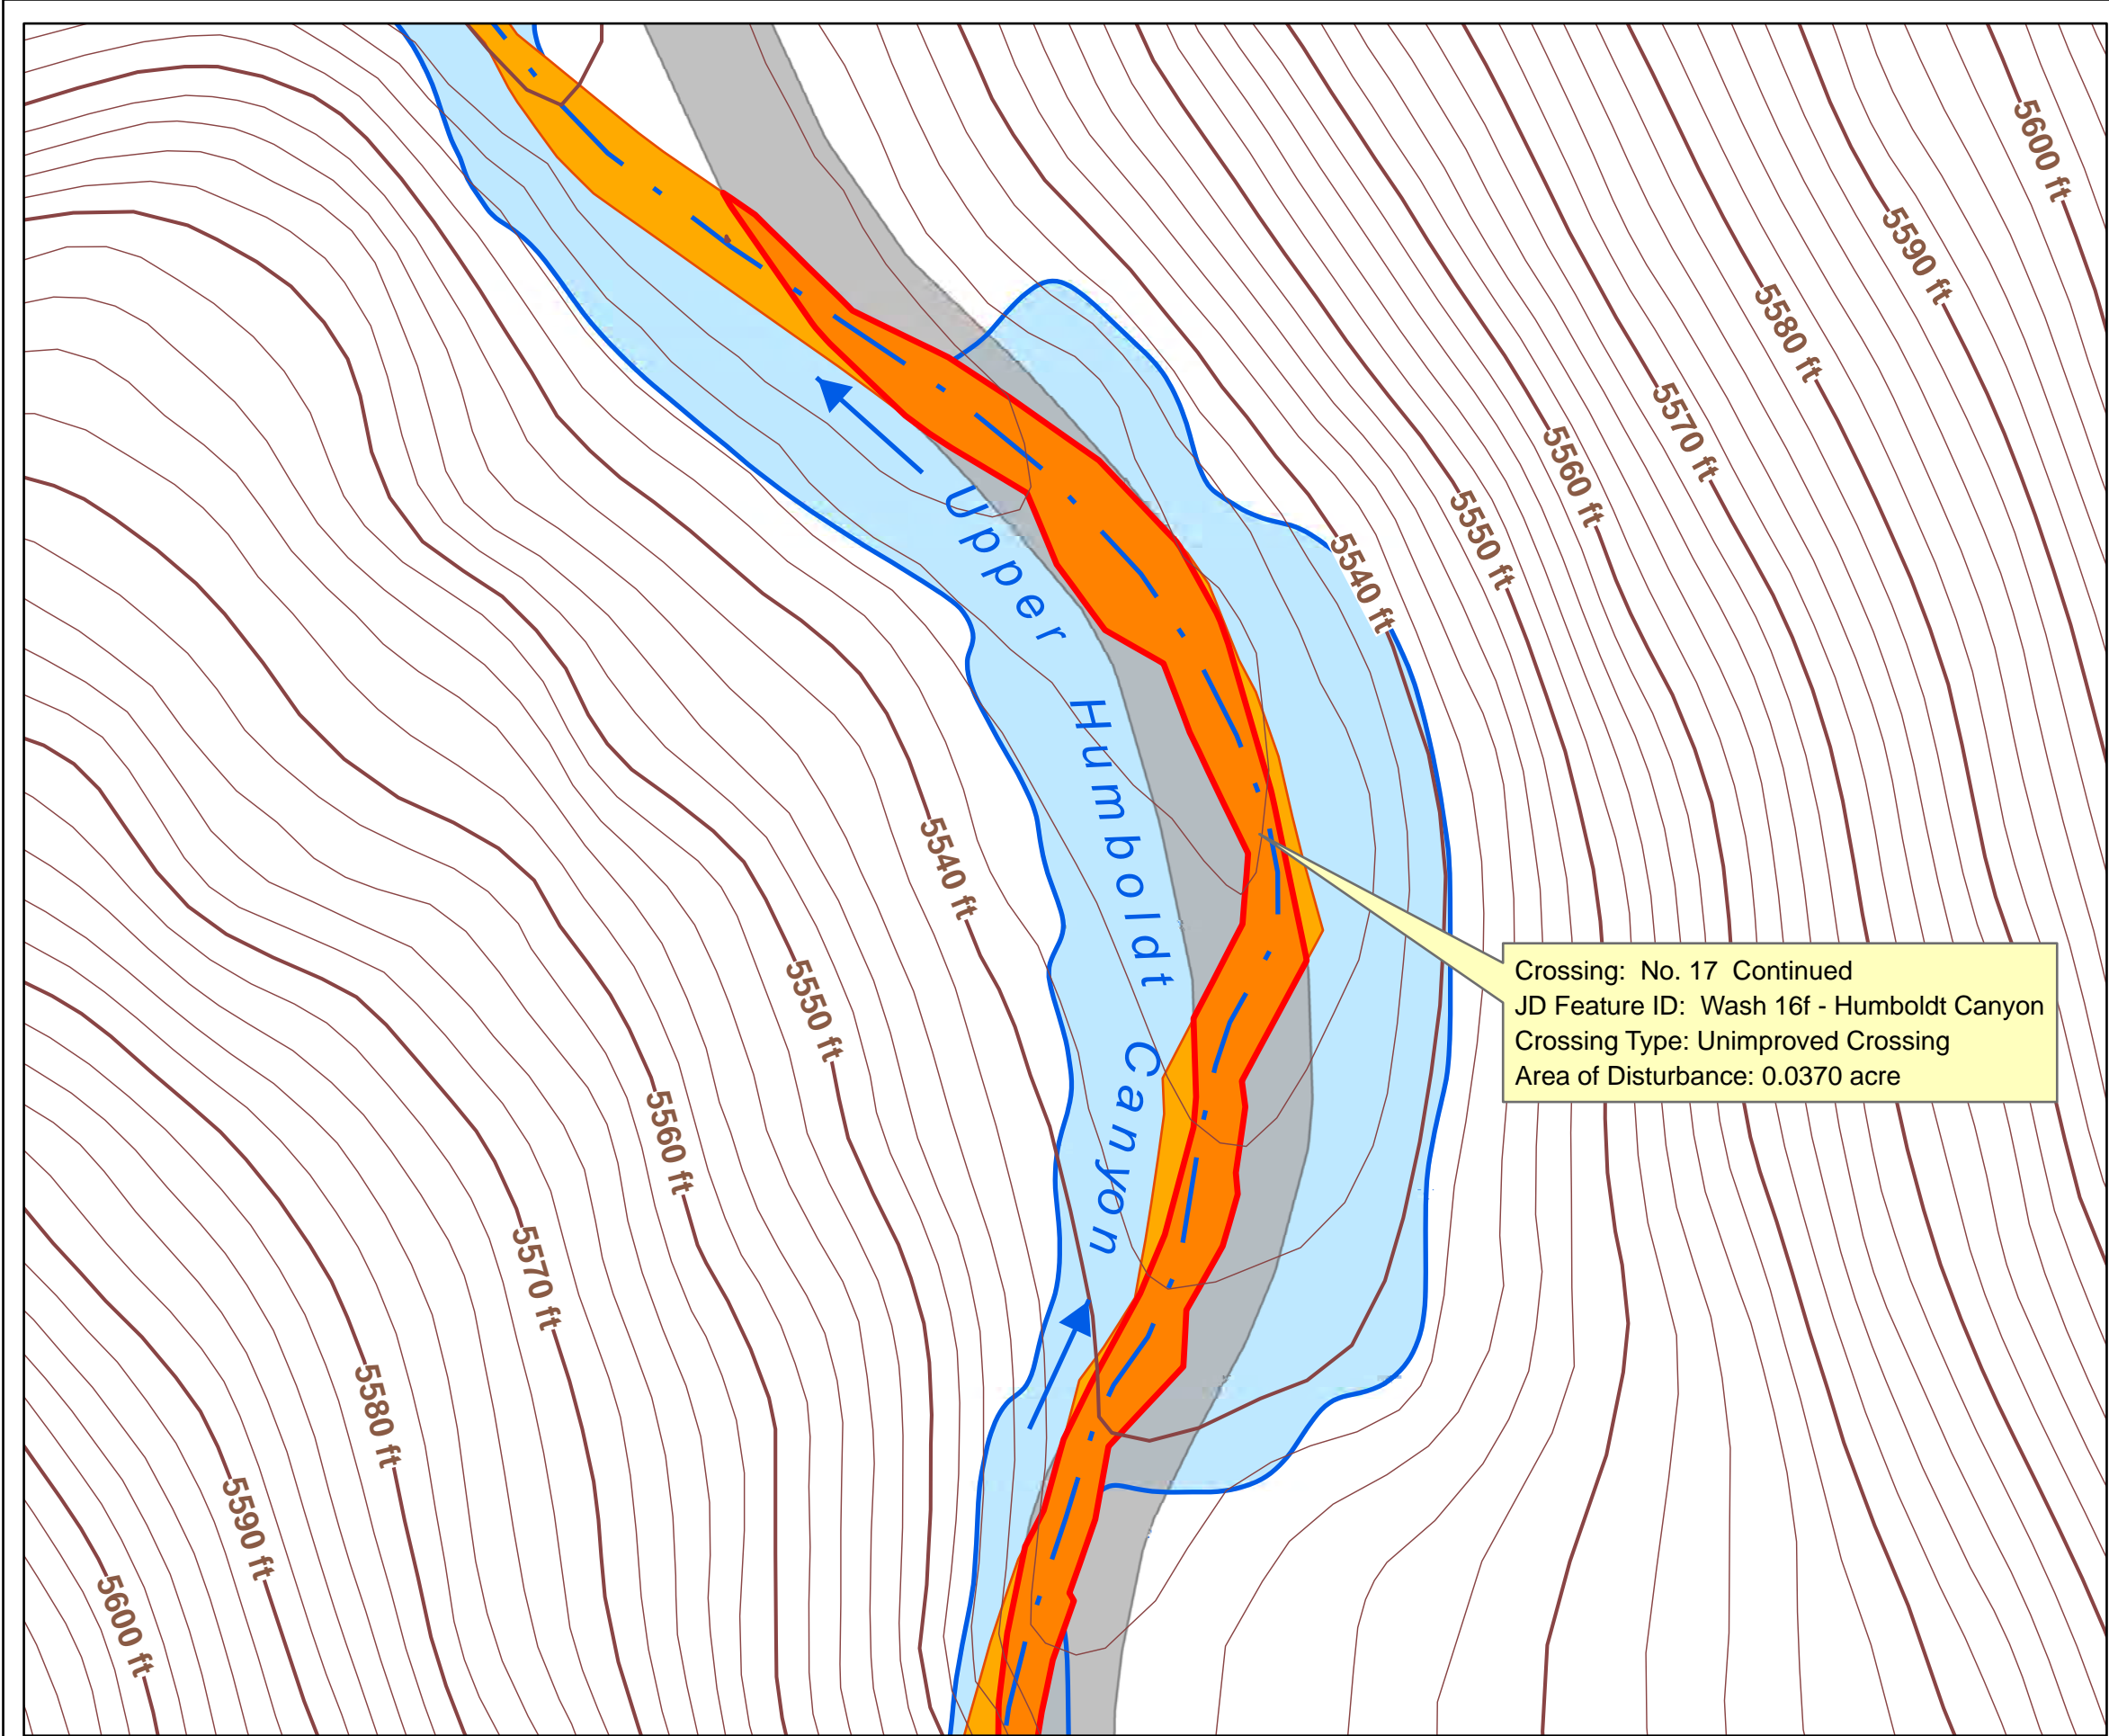 5600 ft
5590 ft
5580 ft
5570 ft
5560 ft
5550 ft
5540 ft
Upper Humboldt Canyon
5540 ft
5550 ft
5560 ft
5570 ft
5580 ft
5590 ft
5600 ft
Crossing: No. 17 Continued
JD Feature ID: Wash 16f - Humboldt Canyon
Crossing Type: Unimproved Crossing
Area of Disturbance: 0.0370 acre